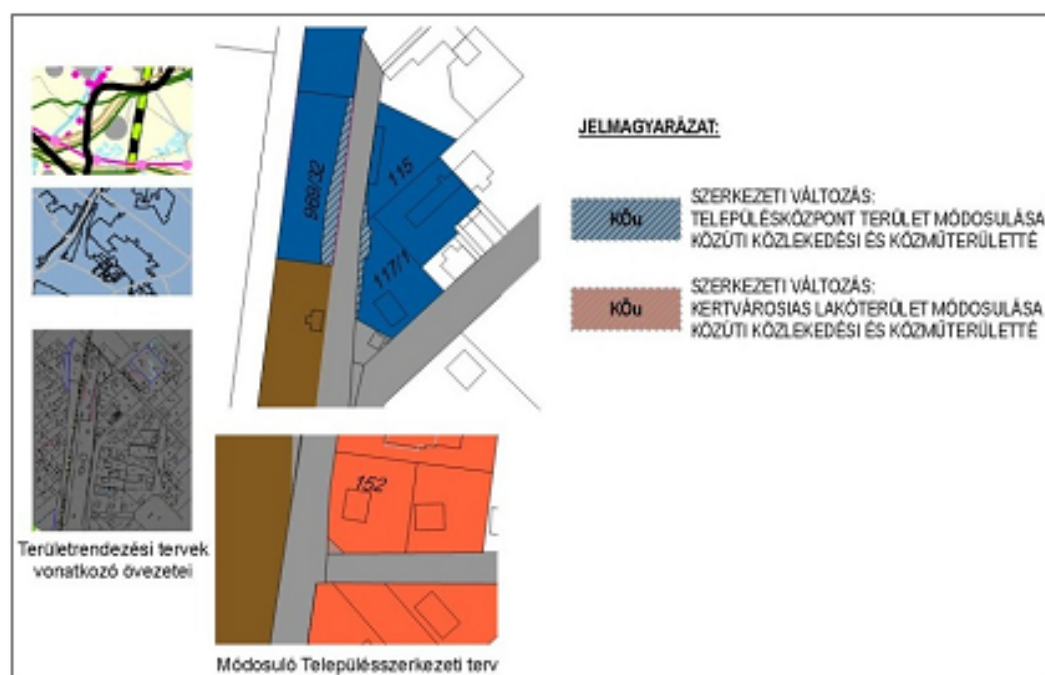 969/32
115
117/1
152
Területrendezési tervek
vonatkozó övezetei
Módosuló Településszerkezeti terv
JELMAGYARÁZAT:
KÖu
SZERKEZETI VÁLTOZÁS:
TELEPÜLÉSKÖZPONT TERÜLET MÓDOSULÁSA
KÖZÚTI KÖZLEKEDÉSI ÉS KÖZMŰTERÜLETTÉ
KÖu
SZERKEZETI VÁLTOZÁS:
KERTVÁROSIAS LAKÓTERÜLET MÓDOSULÁSA
KÖZÚTI KÖZLEKEDÉSI ÉS KÖZMŰTERÜLETTÉ